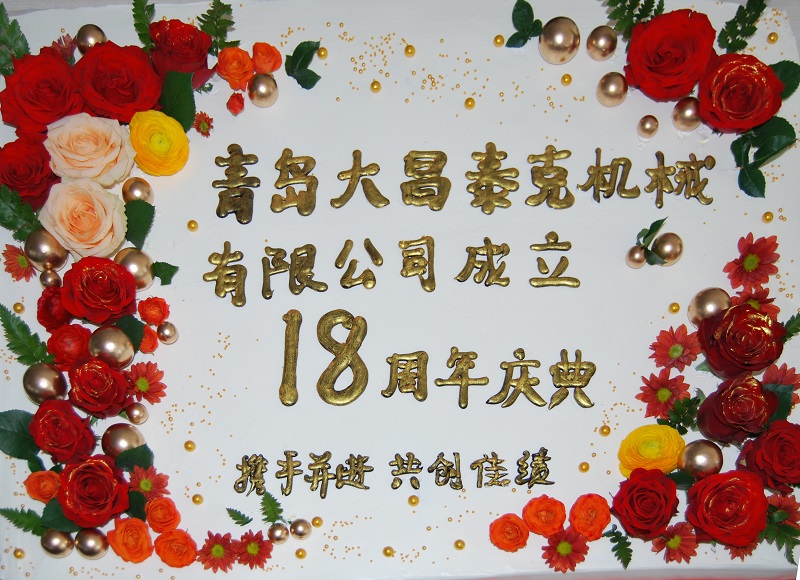 青岛大昌泰克机械
有限公司成立
18周年庆典
携手并进 共创佳绩